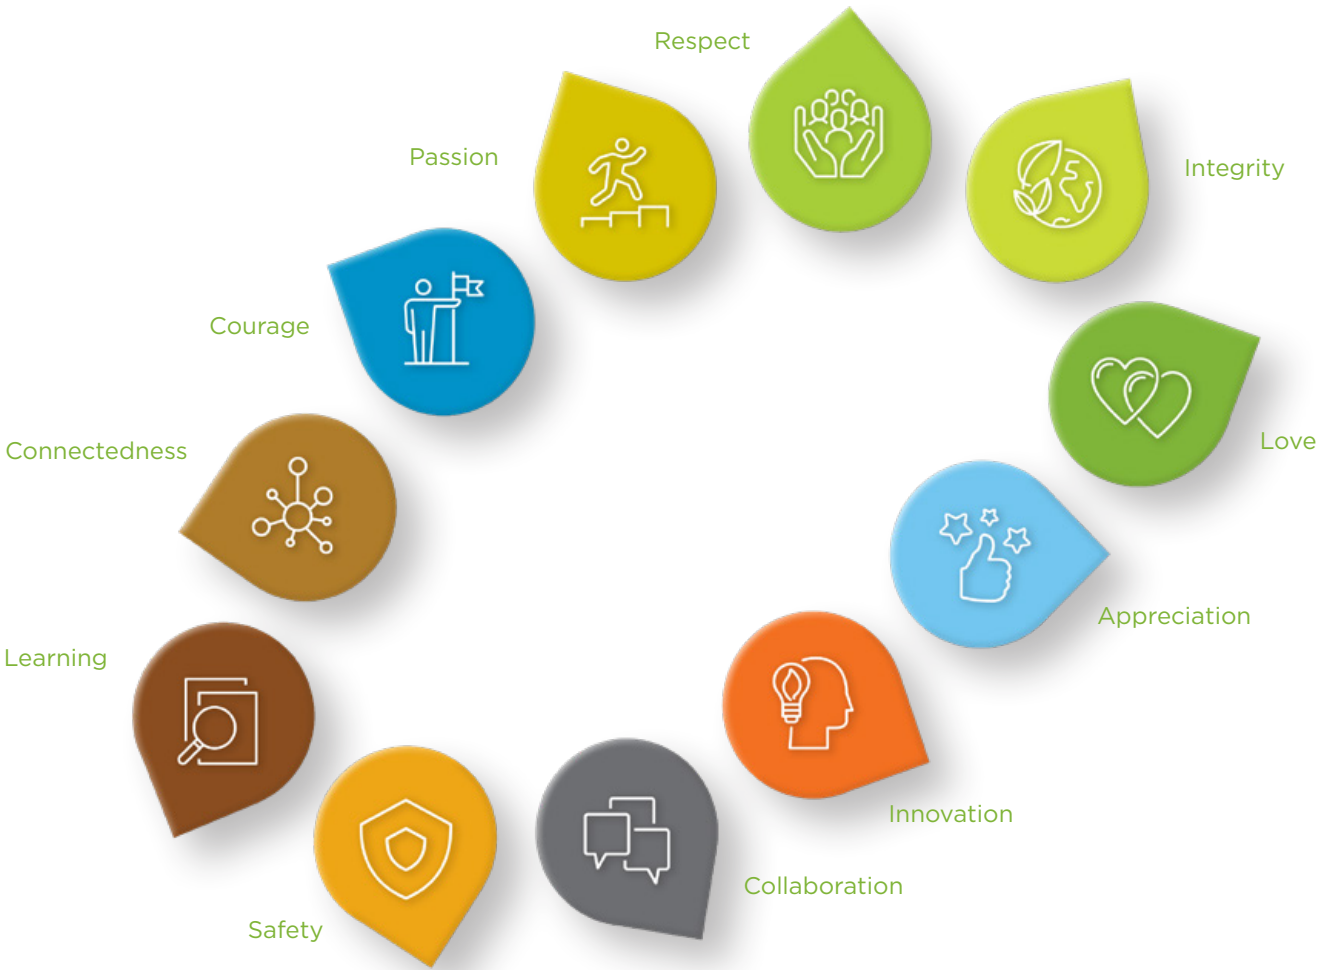 Respect
Passion
Integrity
Courage
Love
Connectedness
Appreciation
Learning
Innovation
Collaboration
Safety